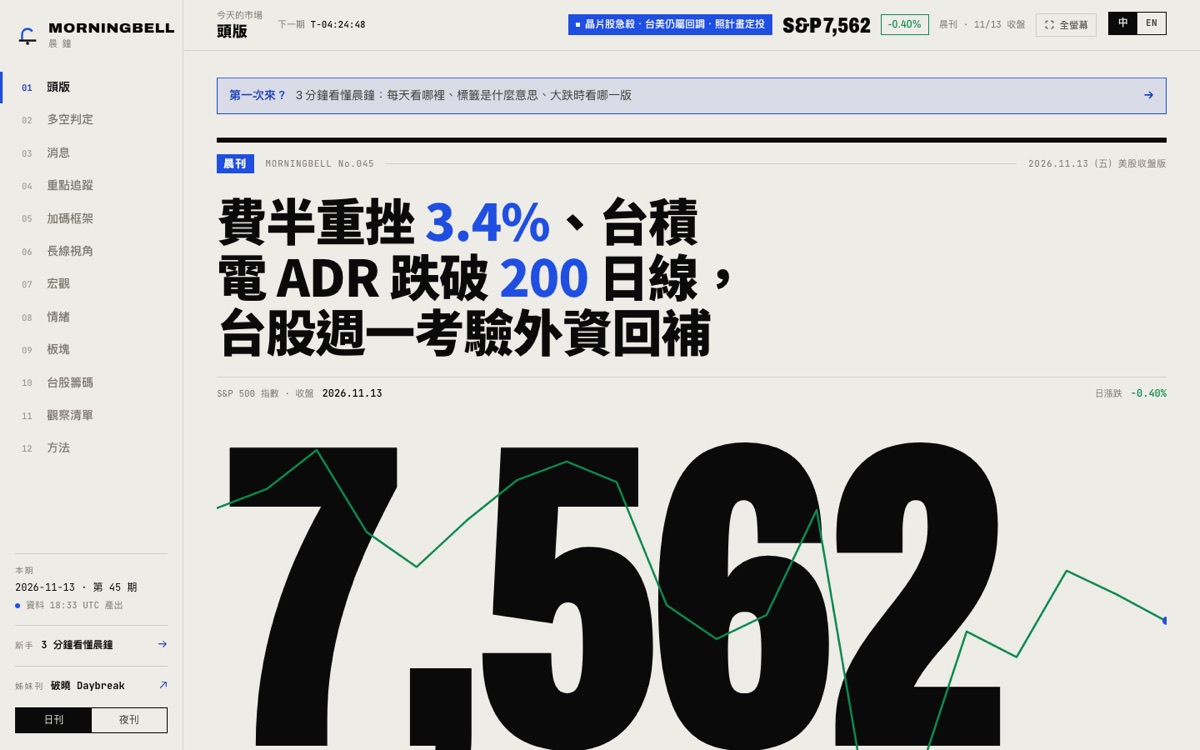 MORNINGBELL
晨鐘
01 頭版
02 多空判定
03 消息
04 重點追蹤
05 加碼框架
06 長線視角
07 宏觀
08 情緒
09 板塊
10 台股籌碼
11 觀察清單
12 方法
本期
2026-11-13 · 第 45 期
資料 18:33 UTC 產出
新手 3 分鐘看懂晨鐘 →
姊妹刊 破曉 Daybreak ↗
日刊 夜刊
今天的市場
頭版
下一期 T-04:24:48
晶片股急殺·台美仍屬回調·照計畫定投
S&P 7,562
-0.40%
晨刊 · 11/13 收盤
全螢幕
中 EN
第一次來? 3 分鐘看懂晨鐘:每天看哪裡、標籤是什麼意思、大跌時看哪一版 →
晨刊 MORNINGBELL No.045
2026.11.13 (五) 美股收盤版
費半重挫 3.4%、台積
電 ADR 跌破 200 日線,
台股週一考驗外資回補
S&P 500 指數 · 收盤 2026.11.13
日漲跌 -0.40%
7,562